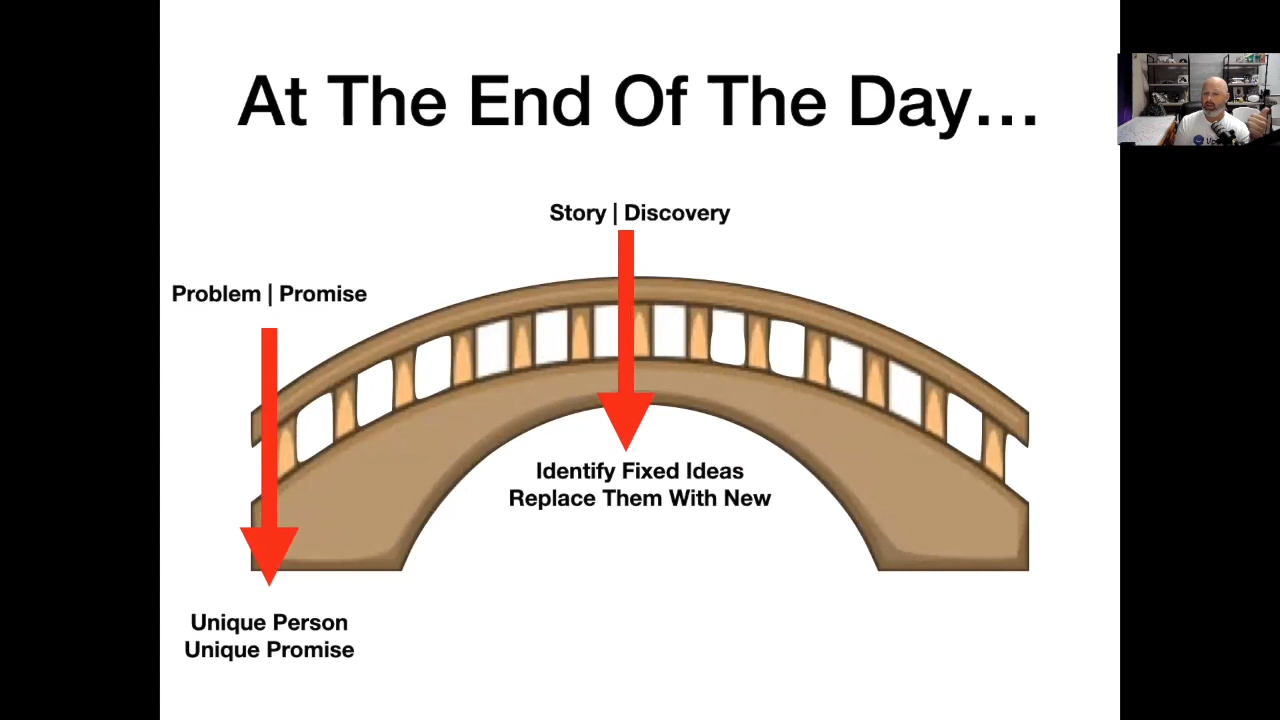 At The End Of The Day...
Story | Discovery
Problem | Promise
Identify Fixed Ideas
Replace Them With New
Unique Person
Unique Promise